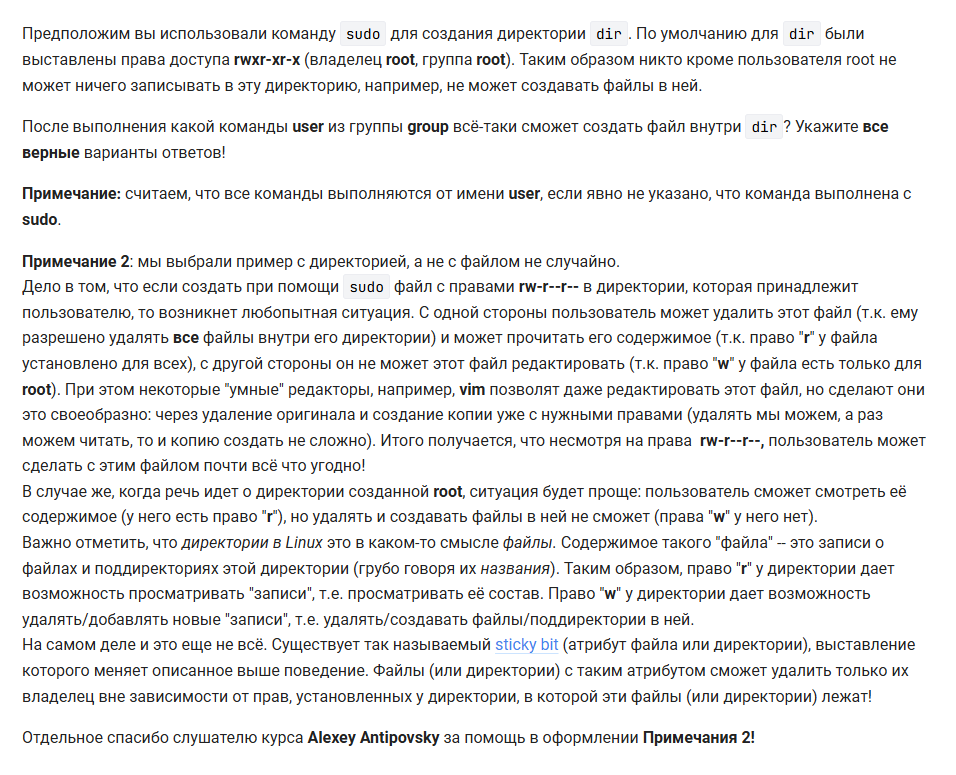 Предположим вы использовали команду sudo для создания директории dir. По умолчанию для dir были
выставлены права доступа rwxr-xr-x (владелец root, группа root). Таким образом никто кроме пользователя root не
может ничего записывать в эту директорию, например, не может создавать файлы в ней.
После выполнения какой команды user из группы group всё-таки сможет создать файл внутри dir? Укажите все
верные варианты ответов!
Примечание: считаем, что все команды выполняются от имени user, если явно не указано, что команда выполнена с
sudo.
Примечание 2: мы выбрали пример с директорией, а не с файлом не случайно.
Дело в том, что если создать при помощи sudo файл с правами rw-r--r-- в директории, которая принадлежит
пользователю, то возникнет любопытная ситуация. С одной стороны пользователь может удалить этот файл (т.к. ему
разрешено удалять все файлы внутри его директории) и может прочитать его содержимое (т.к. право "r" у файла
установлено для всех), с другой стороны он не может этот файл редактировать (т.к. право "w" у файла есть только для
root). При этом некоторые "умные" редакторы, например, vim позволят даже редактировать этот файл, но сделают они
это своеобразно: через удаление оригинала и создание копии уже с нужными правами (удалять мы можем, а раз
можем читать, то и копию создать не сложно). Итого получается, что несмотря на права rw-r--r--, пользователь может
сделать с этим файлом почти всё что угодно!
В случае же, когда речь идет о директории созданной root, ситуация будет проще: пользователь сможет смотреть её
содержимое (у него есть право "r"), но удалять и создавать файлы в ней не сможет (права "w" у него нет).
Важно отметить, что директории в Linux это в каком-то смысле файлы. Содержимое такого "файла" -- это записи о
файлах и поддиректориях этой директории (грубо говоря их названия). Таким образом, право "r" у директории дает
возможность просматривать "записи", т.е. просматривать её состав. Право "w" у директории дает возможность
удалять/добавлять новые "записи", т.е. удалять/создавать файлы/поддиректории в ней.
На самом деле и это еще не всё. Существует так называемый sticky bit (атрибут файла или директории), выставление
которого меняет описанное выше поведение. Файлы (или директории) с таким атрибутом сможет удалить только их
владелец вне зависимости от прав, установленных у директории, в которой эти файлы (или директории) лежат!
Отдельное спасибо слушателю курса Alexey Antipovsky за помощь в оформлении Примечания 2!